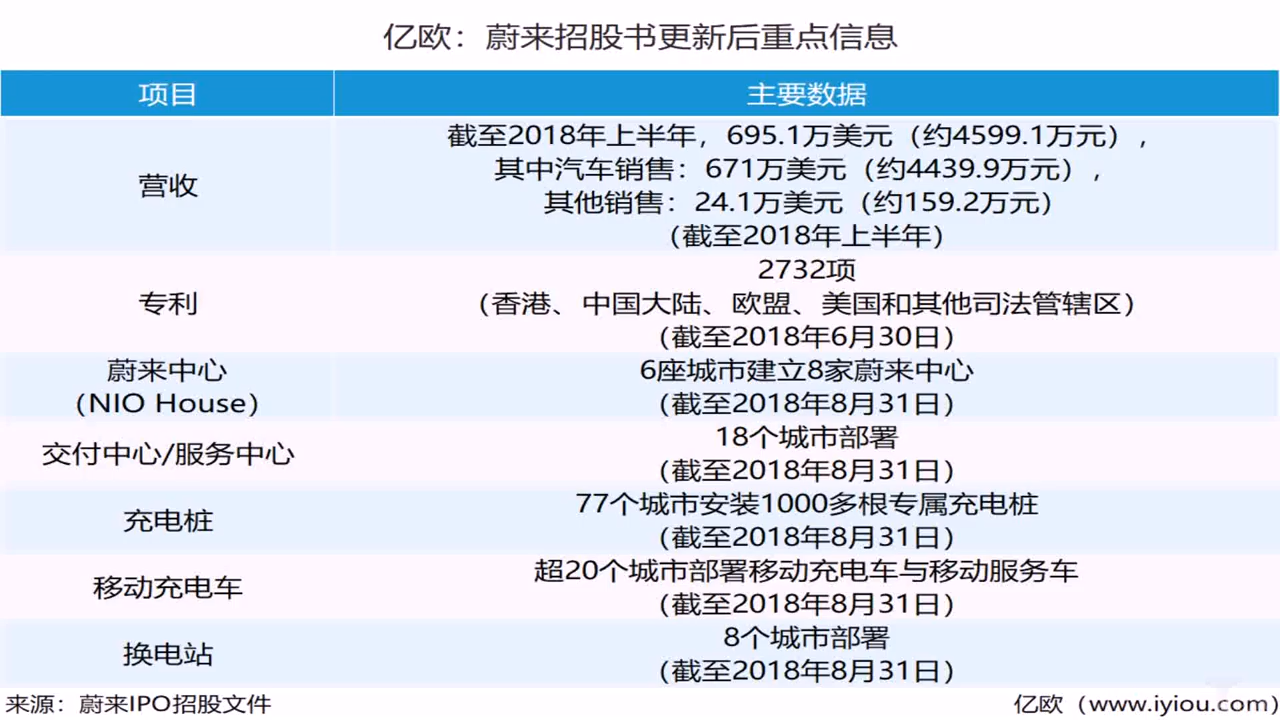 亿欧：蔚来招股书更新后重点信息
项目
主要数据
营收
截至2018年上半年，695.1万美元（约4599.1万元），
其中汽车销售：671万美元（约4439.9万元），
其他销售：24.1万美元（约159.2万元）
（截至2018年上半年）
专利
2732项
（香港、中国大陆、欧盟、美国和其他司法管辖区）
（截至2018年6月30日）
蔚来中心
（NIO House）
6座城市建立8家蔚来中心
（截至2018年8月31日）
交付中心/服务中心
18个城市部署
（截至2018年8月31日）
充电桩
77个城市安装1000多根专属充电桩
（截至2018年8月31日）
移动充电车
超20个城市部署移动充电车与移动服务车
（截至2018年8月31日）
换电站
8个城市部署
（截至2018年8月31日）
来源：蔚来IPO招股文件
亿欧（www.iyiou.com）